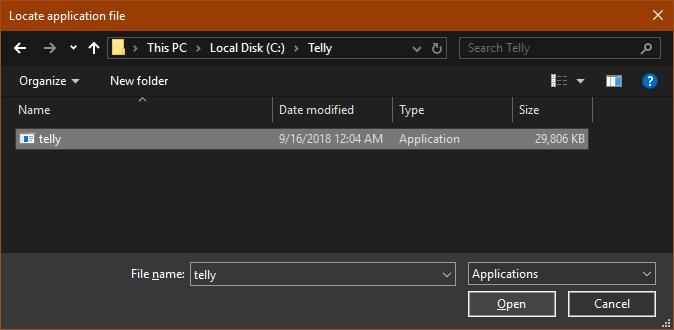 Locate application file
This PC Local Disk (C:) Telly
Search Telly
Organize New folder
Name Date modified Type Size
telly 9/16/2018 12:04 AM Application 29,806 KB
File name: telly Applications
Open Cancel